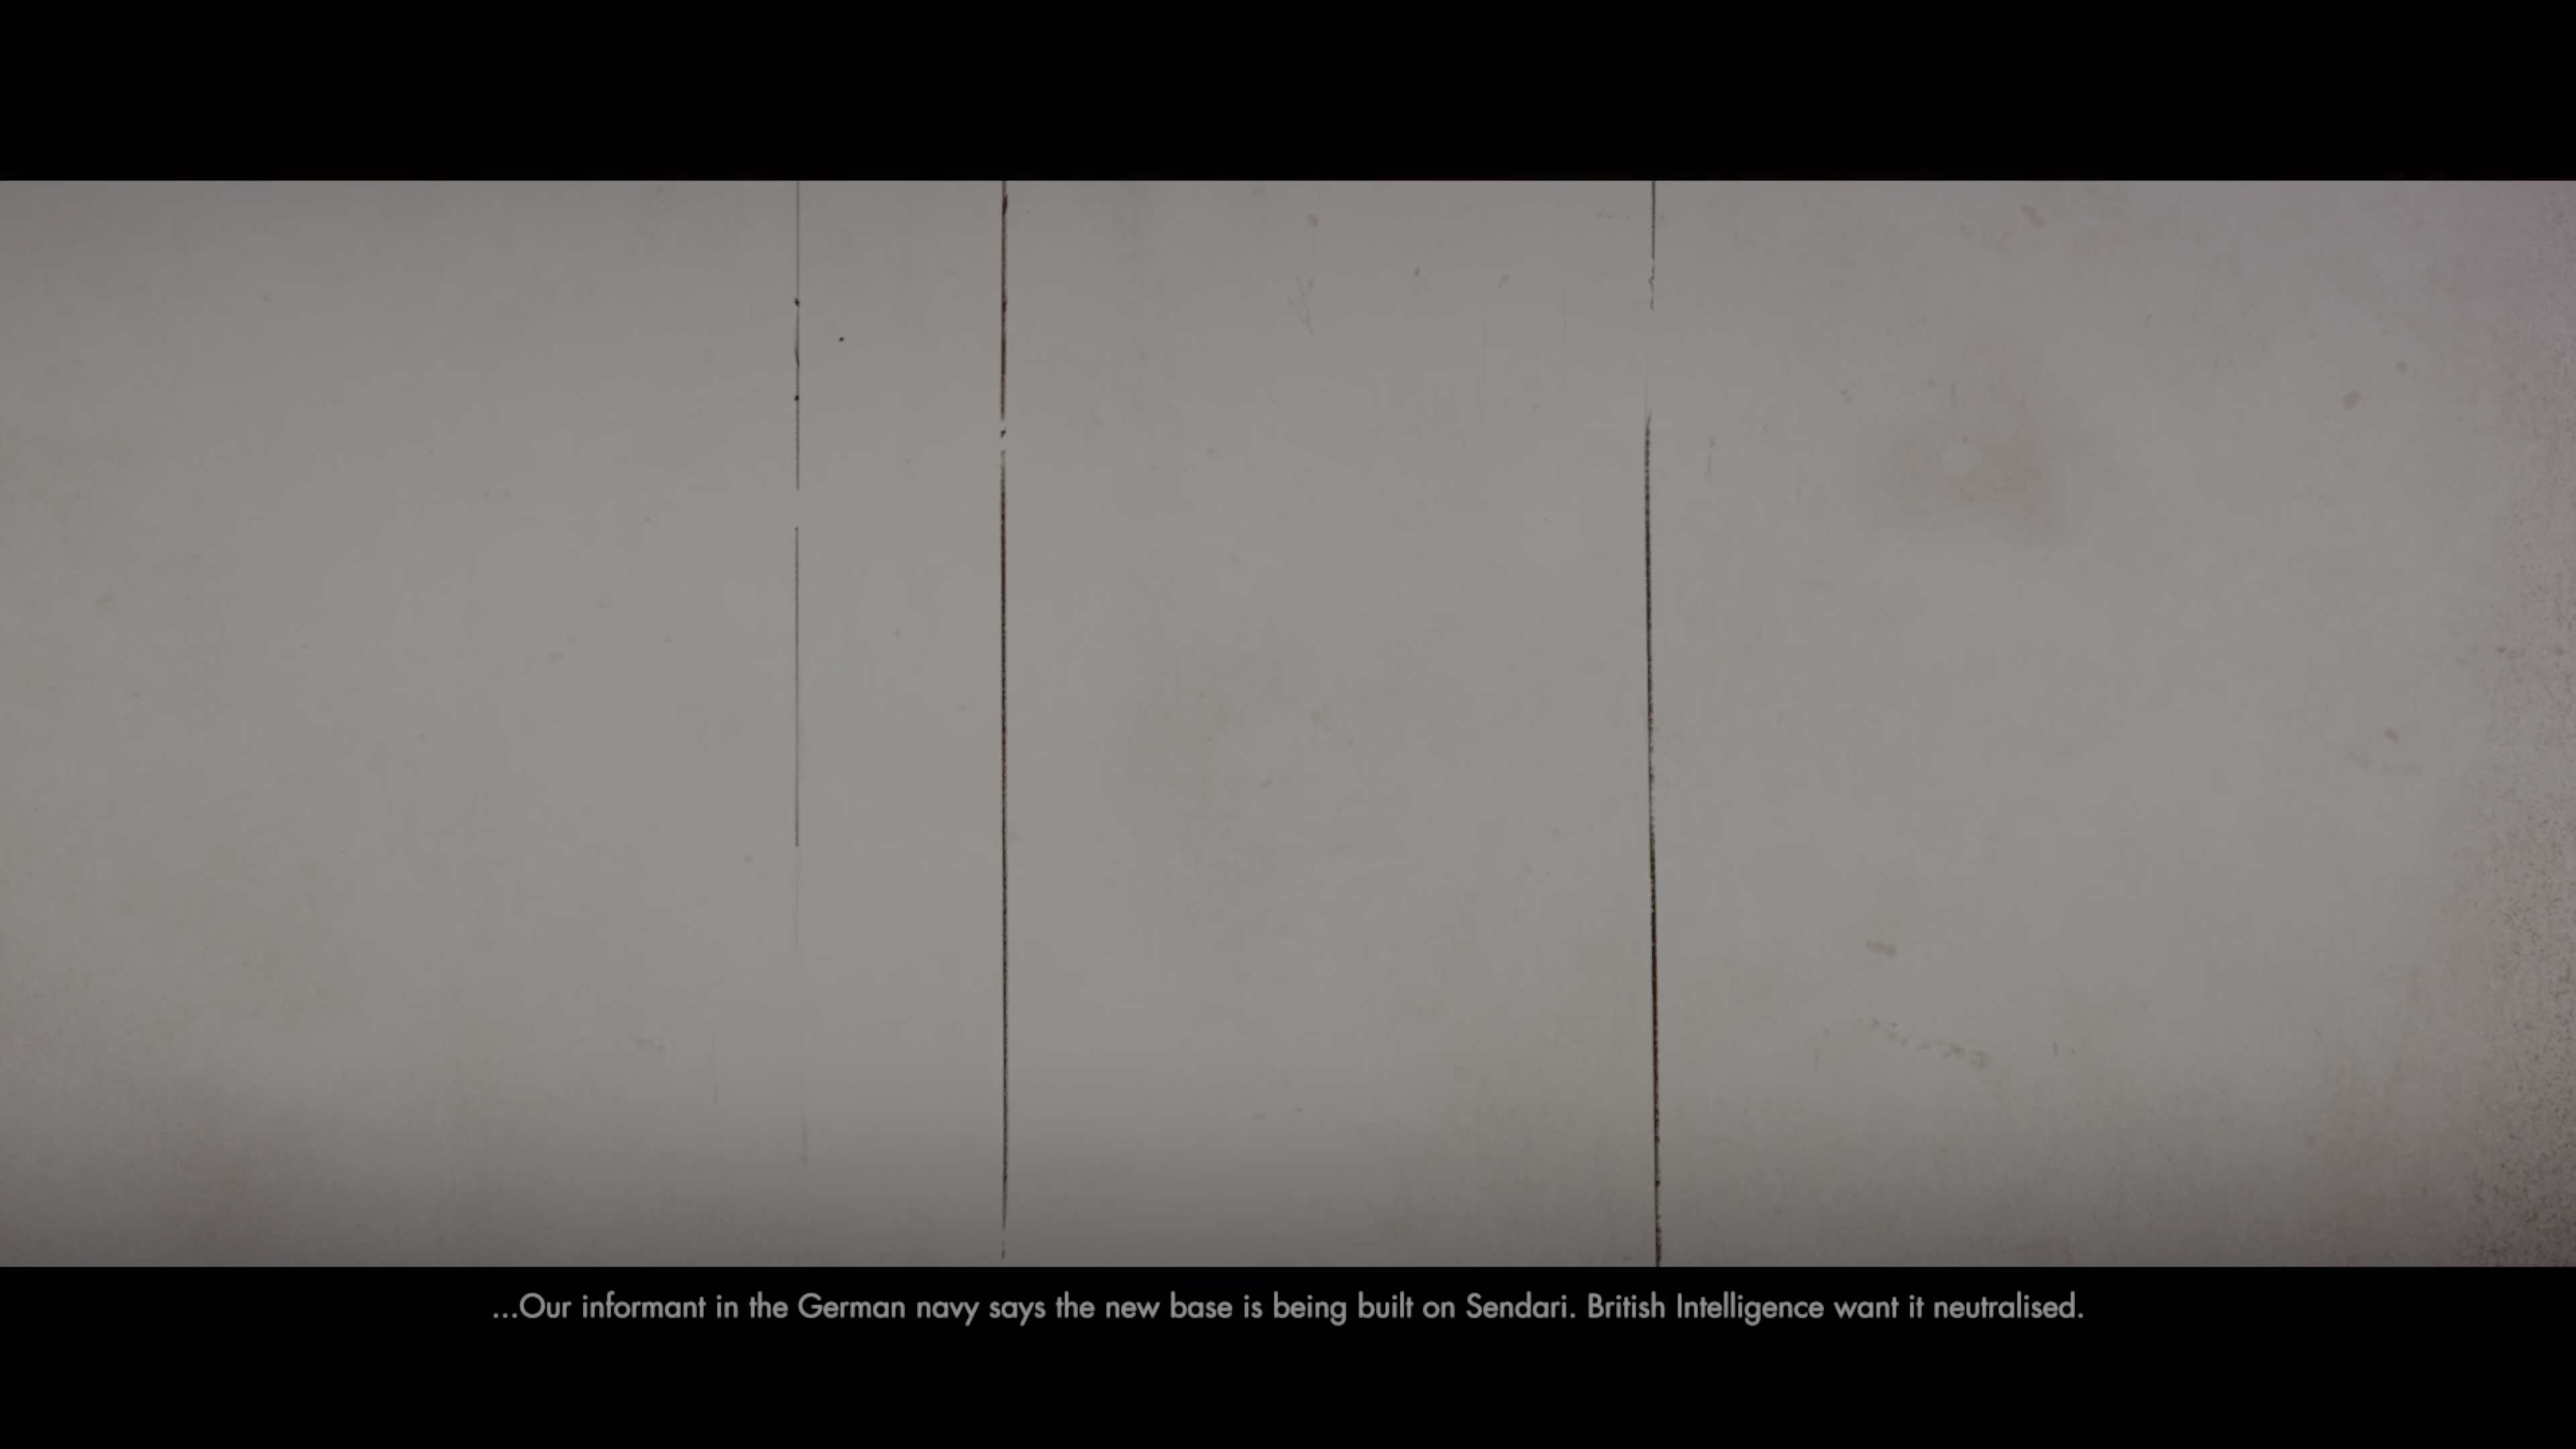 ...Our informant in the German navy says the new base is being built on Sendari. British Intelligence want it neutralised.